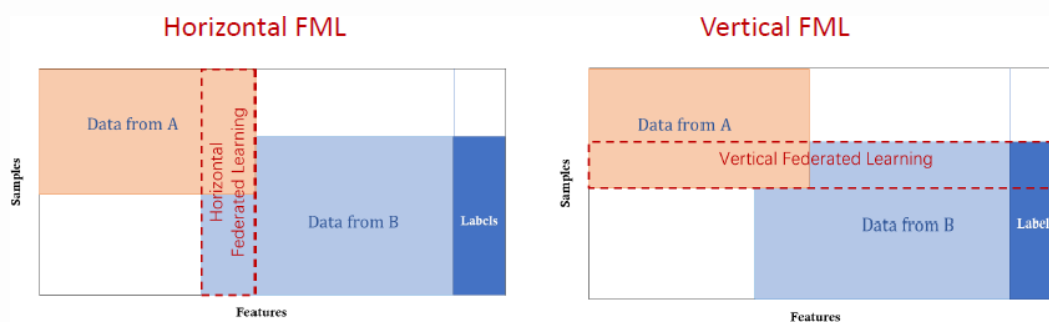 Horizontal FML
Vertical FML
Data from A
Horizontal
Federated Learning
Data from B
Labels
Samples
Features
Data from A
Vertical Federated Learning
Data from B
Label
Samples
Features